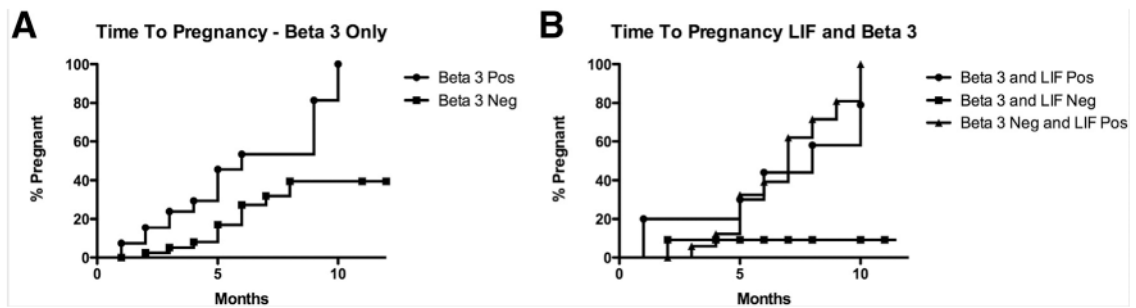 A
Time To Pregnancy - Beta 3 Only
100
80
60
40
20
0
% Pregnant
0
5
10
Months
Beta 3 Pos
Beta 3 Neg
B
Time To Pregnancy LIF and Beta 3
100
80
60
40
20
0
% Pregnant
0
5
10
Months
Beta 3 and LIF Pos
Beta 3 and LIF Neg
Beta 3 Neg and LIF Pos